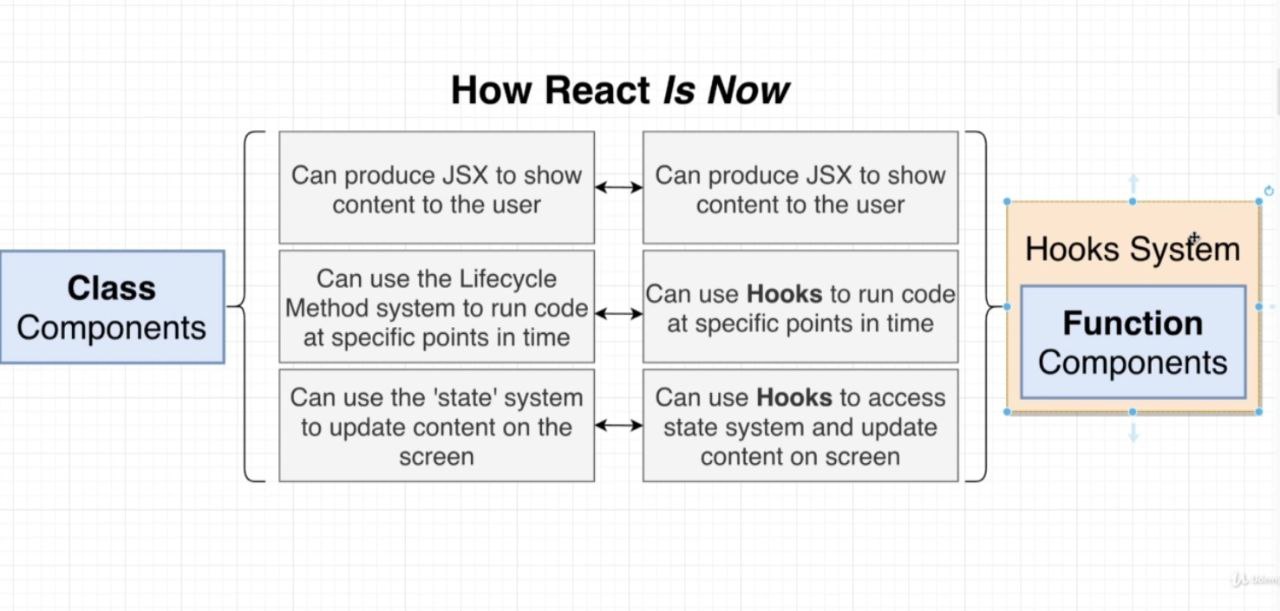 How React Is Now
Class
Components
Can produce JSX to show
content to the user
Can use the Lifecycle
Method system to run code
at specific points in time
Can use the 'state' system
to update content on the
screen
Can produce JSX to show
content to the user
Can use Hooks to run code
at specific points in time
Can use Hooks to access
state system and update
content on screen
Hooks System
Function
Components